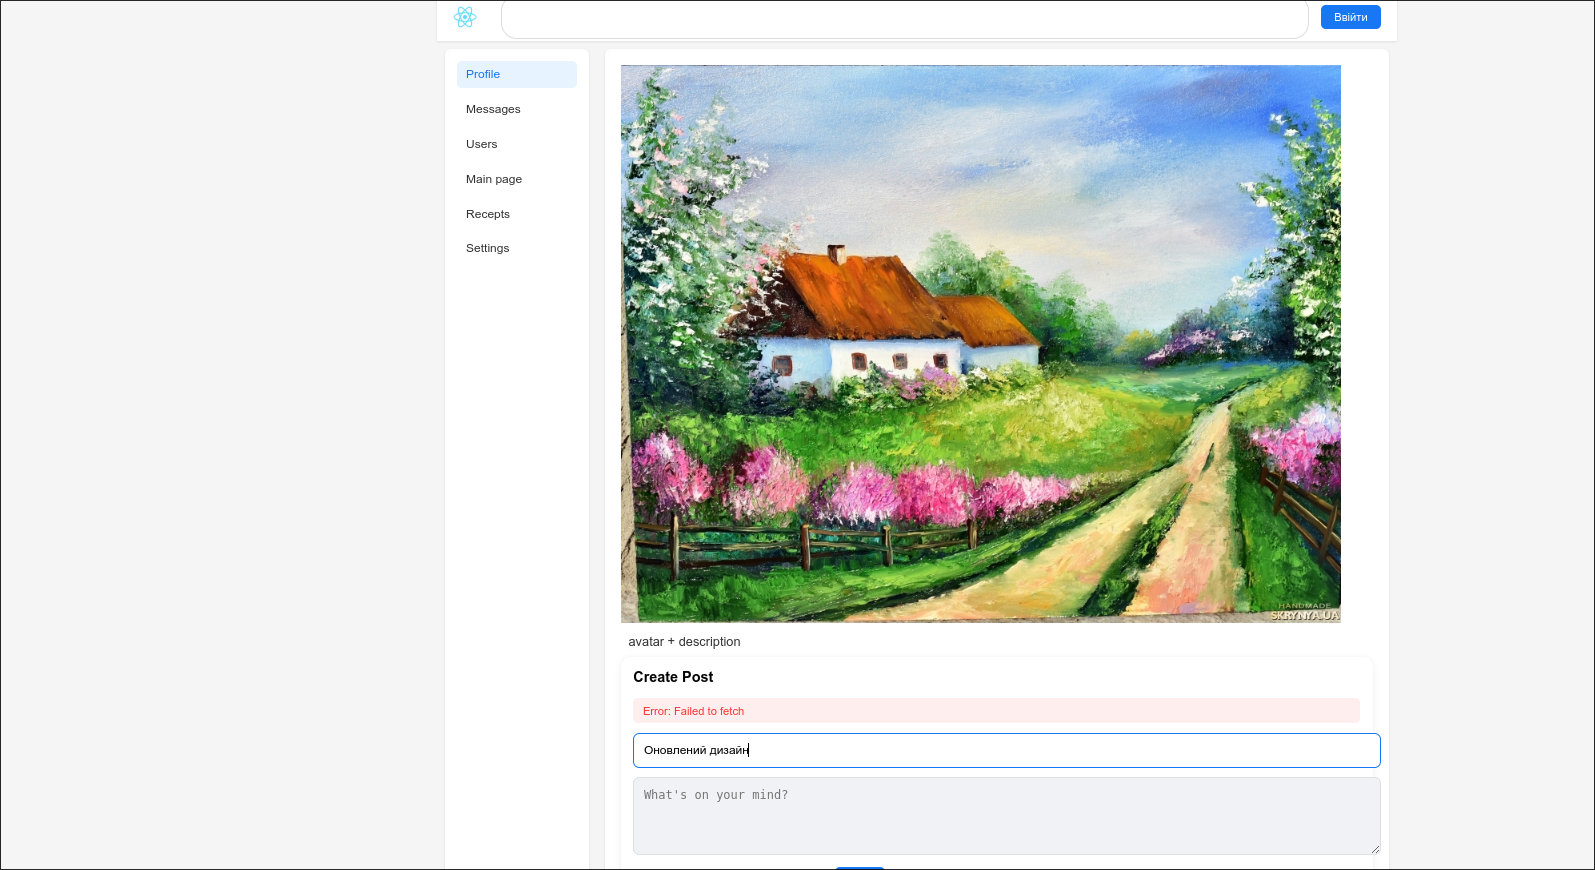 Ввійти
Profile
Messages
Users
Main page
Recepts
Settings
HANDMADE
SKRYNYA.UA
avatar + description
Create Post
Error: Failed to fetch
Оновлений дизайн
What's on your mind?